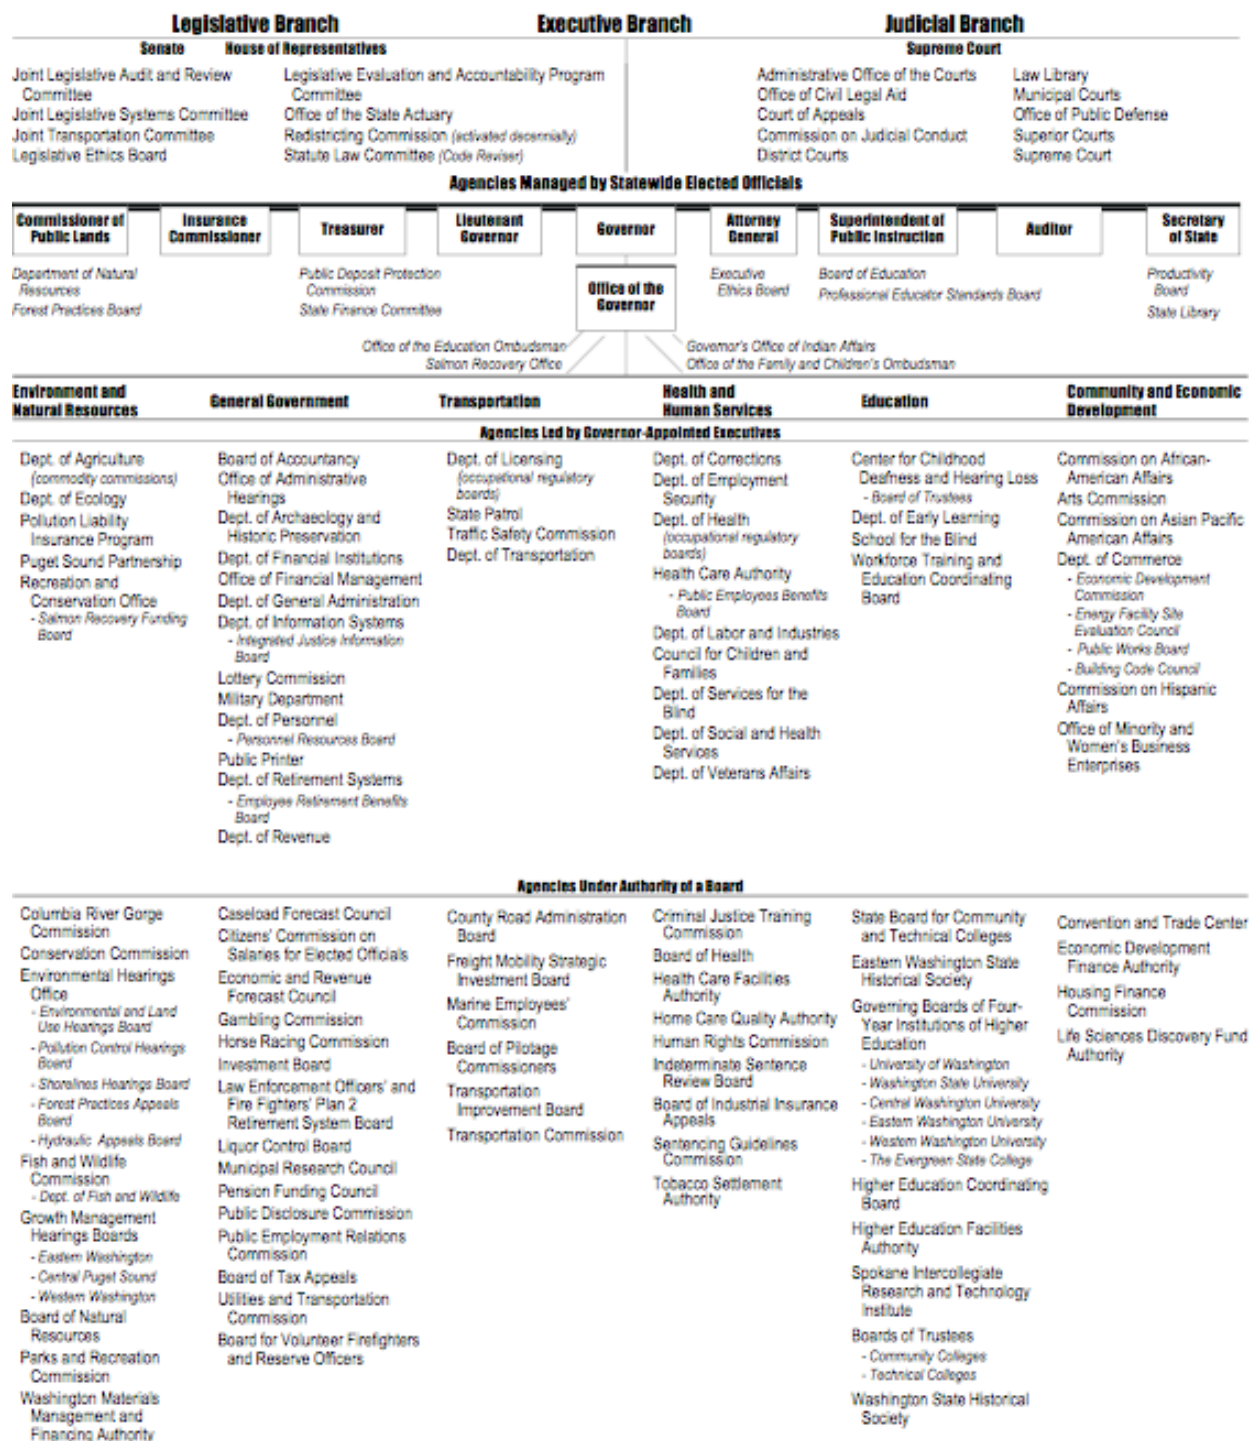 Legislative Branch
Executive Branch
Judicial Branch
Senate
House of Representatives
Supreme Court
Joint Legislative Audit and Review
Committee
Joint Legislative Systems Committee
Joint Transportation Committee
Legislative Ethics Board
Legislative Evaluation and Accountability Program
Committee
Office of the State Actuary
Redistricting Commission (activated decennially)
Statute Law Committee (Code Reviser)
Administrative Office of the Courts
Office of Civil Legal Aid
Court of Appeals
Commission on Judicial Conduct
District Courts
Law Library
Municipal Courts
Office of Public Defense
Superior Courts
Supreme Court
Agencies Managed by Statewide Elected Officials
Commissioner of
Public Lands
Insurance
Commissioner
Treasurer
Lieutenant
Governor
Governor
Attorney
General
Superintendent of
Public Instruction
Auditor
Secretary
of State
Department of Natural
Resources
Forest Practices Board
Public Deposit Protection
Commission
State Finance Committee
Office of the
Governor
Executive
Ethics Board
Board of Education
Professional Educator Standards Board
Productivity
Board
State Library
Office of the Education Ombudsman
Salmon Recovery Office
Governor's Office of Indian Affairs
Office of the Family and Children's Ombudsman
Environment and
Natural Resources
General Government
Transportation
Health and
Human Services
Education
Community and Economic
Development
Agencies Led by Governor-Appointed Executives
Dept. of Agriculture
(commodity commissions)
Dept. of Ecology
Pollution Liability
Insurance Program
Puget Sound Partnership
Recreation and
Conservation Office
- Salmon Recovery Funding
Board
Board of Accountancy
Office of Administrative
Hearings
Dept. of Archaeology and
Historic Preservation
Dept. of Financial Institutions
Office of Financial Management
Dept. of General Administration
Dept. of Information Systems
- Integrated Justice Information
Board
Lottery Commission
Military Department
Dept. of Personnel
- Personnel Resources Board
Public Printer
Dept. of Retirement Systems
- Employee Retirement Benefits
Board
Dept. of Revenue
Dept. of Licensing
(occupational regulatory
boards)
State Patrol
Traffic Safety Commission
Dept. of Transportation
Dept. of Corrections
Dept. of Employment
Security
Dept. of Health
(occupational regulatory
boards)
Health Care Authority
- Public Employees Benefits
Board
Dept. of Labor and Industries
Council for Children and
Families
Dept. of Services for the
Blind
Dept. of Social and Health
Services
Dept. of Veterans Affairs
Center for Childhood
Deafness and Hearing Loss
- Board of Trustees
Dept. of Early Learning
School for the Blind
Workforce Training and
Education Coordinating
Board
Commission on African-
American Affairs
Arts Commission
Commission on Asian Pacific
American Affairs
Dept. of Commerce
- Economic Development
Commission
- Energy Facility Site
Evaluation Council
- Public Works Board
- Building Code Council
Commission on Hispanic
Affairs
Office of Minority and
Women's Business
Enterprises
Agencies Under Authority of a Board
Columbia River Gorge
Commission
Conservation Commission
Environmental Hearings
Office
- Environmental and Land
Use Hearings Board
- Pollution Control Hearings
Board
- Shorelines Hearings Board
- Forest Practices Appeals
Board
- Hydraulic Appeals Board
Fish and Wildlife
Commission
- Dept. of Fish and Wildlife
Growth Management
Hearings Boards
- Eastern Washington
- Central Puget Sound
- Western Washington
Board of Natural
Resources
Parks and Recreation
Commission
Washington Materials
Management and
Financing Authority
Caseload Forecast Council
Citizens' Commission on
Salaries for Elected Officials
Economic and Revenue
Forecast Council
Gambling Commission
Horse Racing Commission
Investment Board
Law Enforcement Officers' and
Fire Fighters' Plan 2
Retirement System Board
Liquor Control Board
Municipal Research Council
Pension Funding Council
Public Disclosure Commission
Public Employment Relations
Commission
Board of Tax Appeals
Utilities and Transportation
Commission
Board for Volunteer Firefighters
and Reserve Officers
County Road Administration
Board
Freight Mobility Strategic
Investment Board
Marine Employees'
Commission
Board of Pilotage
Commissioners
Transportation
Improvement Board
Transportation Commission
Criminal Justice Training
Commission
Board of Health
Health Care Facilities
Authority
Home Care Quality Authority
Human Rights Commission
Indeterminate Sentence
Review Board
Board of Industrial Insurance
Appeals
Sentencing Guidelines
Commission
Tobacco Settlement
Authority
State Board for Community
and Technical Colleges
Eastern Washington State
Historical Society
Governing Boards of Four-
Year Institutions of Higher
Education
- University of Washington
- Washington State University
- Central Washington University
- Eastern Washington University
- Western Washington University
- The Evergreen State College
Higher Education Coordinating
Board
Higher Education Facilities
Authority
Spokane Intercollegiate
Research and Technology
Institute
Boards of Trustees
- Community Colleges
- Technical Colleges
Washington State Historical
Society
Convention and Trade Center
Economic Development
Finance Authority
Housing Finance
Commission
Life Sciences Discovery Fund
Authority